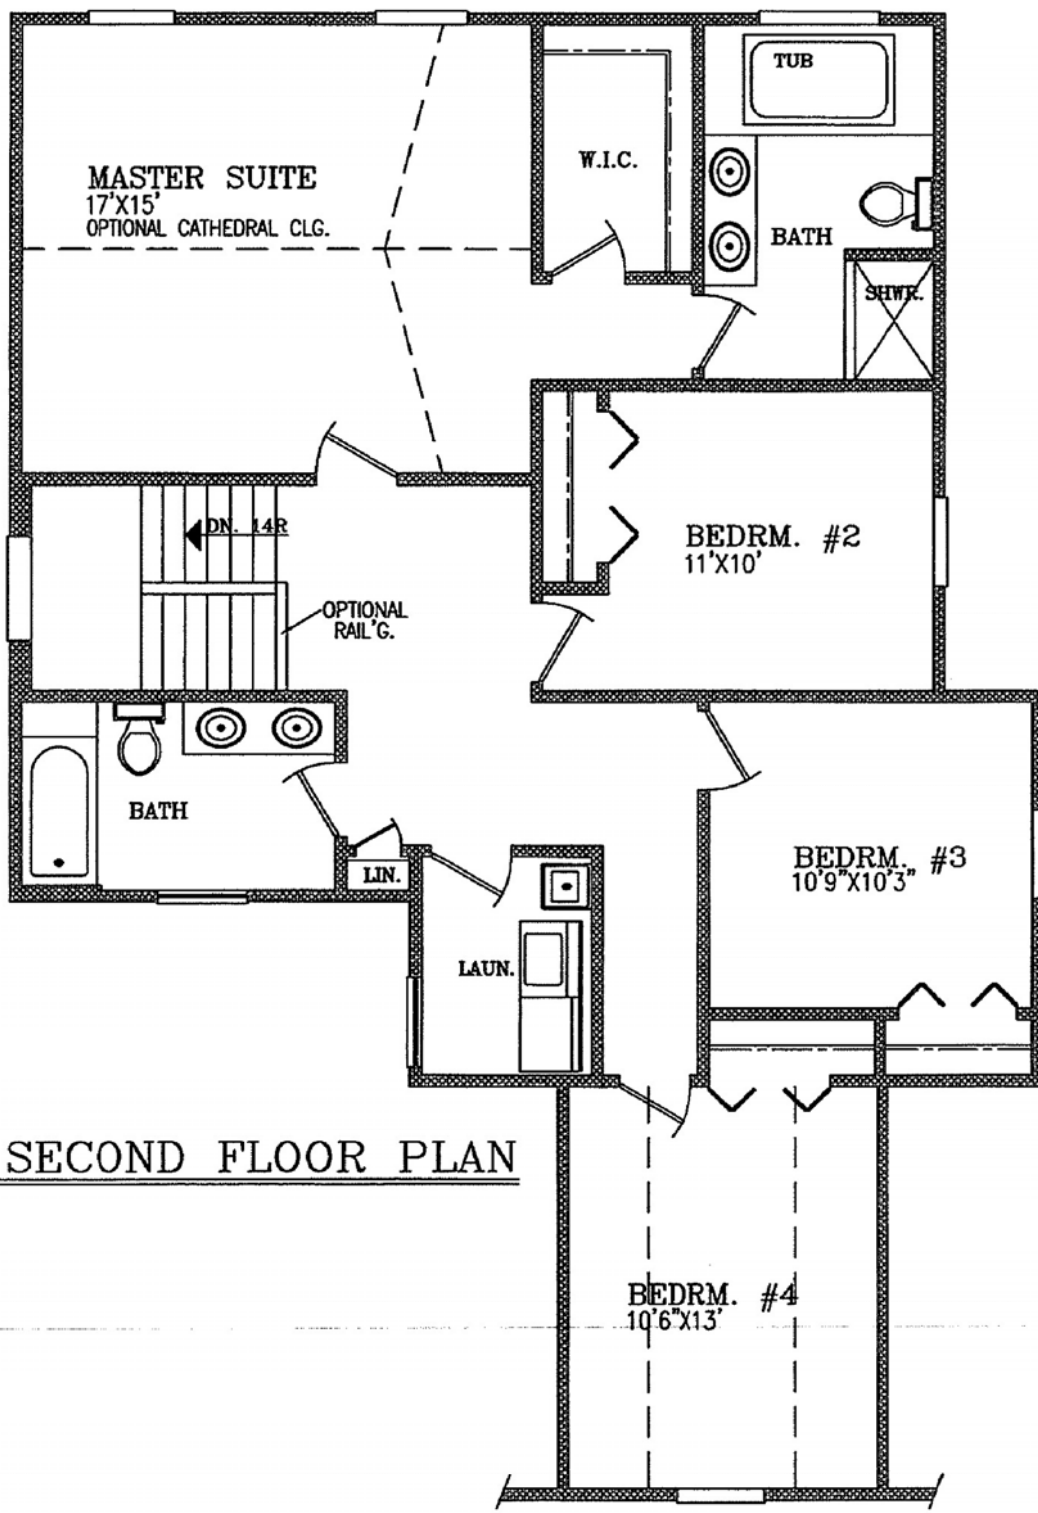 TUB
W.I.C.
MASTER SUITE
17'X15'
OPTIONAL CATHEDRAL CLG.
BATH
SHWR.
DN. 14R
BEDRM. #2
11'X10'
OPTIONAL
RAIL'G.
BATH
BEDRM. #3
10'9"X10'3"
LIN.
LAUN.
SECOND FLOOR PLAN
BEDRM. #4
10'6"X13'